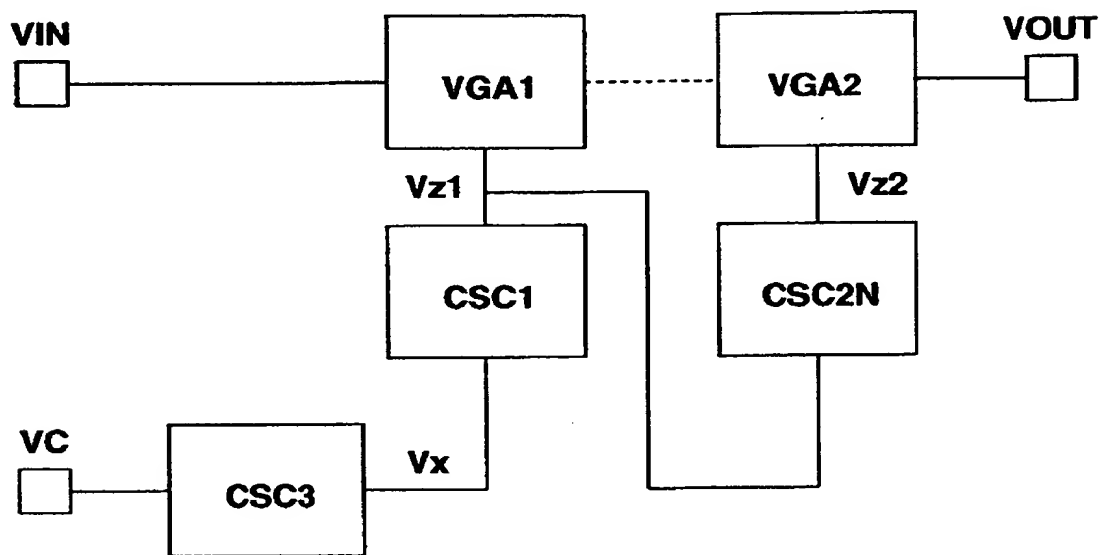 VIN
VGA1
VGA2
VOUT
Vz1
Vz2
CSC1
CSC2N
VC
CSC3
Vx